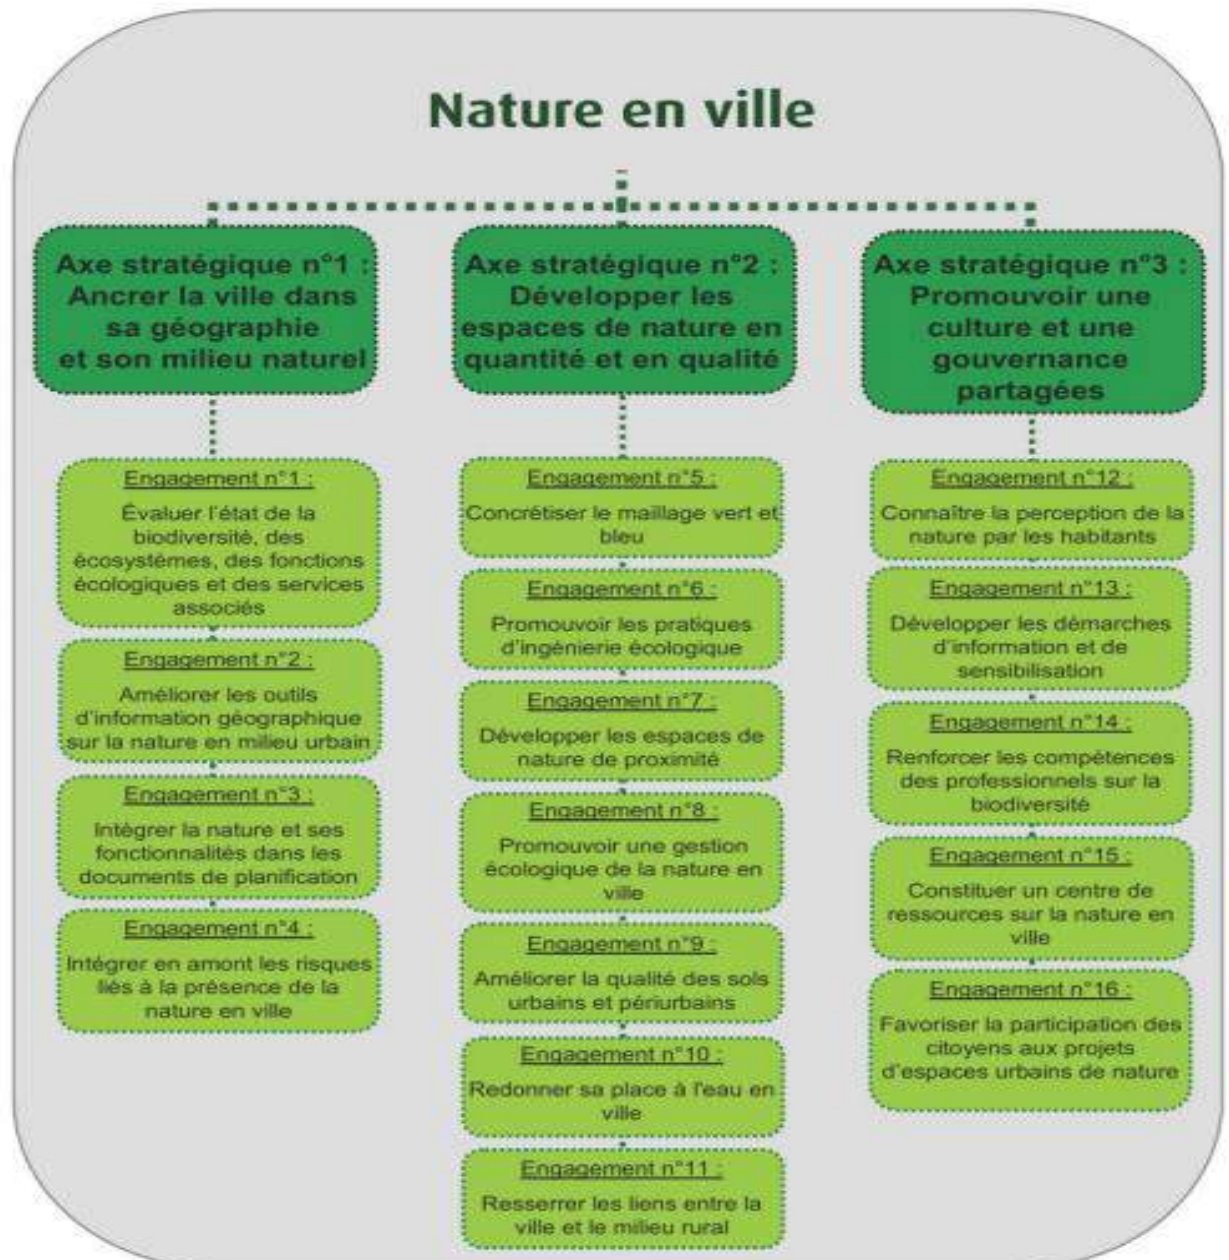 Nature en ville
Axe stratégique n°1 :
Ancrer la ville dans
sa géographie
et son milieu naturel
Engagement n°1 :
Évaluer l'état de la
biodiversité, des
écosystèmes, des fonctions
écologiques et des services
associés
Engagement n°2 :
Améliorer les outils
d'information géographique
sur la nature en milieu urbain
Engagement n°3 :
Intégrer la nature et ses
fonctionnalités dans les
documents de planification
Engagement n°4 :
Intégrer en amont les risques
liés à la présence de la
nature en ville
Axe stratégique n°2 :
Développer les
espaces de nature en
quantité et en qualité
Engagement n°5 :
Concrétiser le maillage vert et
bleu
Engagement n°6 :
Promouvoir les pratiques
d'ingénierie écologique
Engagement n°7 :
Développer les espaces de
nature de proximité
Engagement n°8 :
Promouvoir une gestion
écologique de la nature en
ville
Engagement n°9 :
Améliorer la qualité des sols
urbains et périurbains
Engagement n°10 :
Redonner sa place à l'eau en
ville
Engagement n°11 :
Resserrer les liens entre la
ville et le milieu rural
Axe stratégique n°3 :
Promouvoir une
culture et une
gouvernance
partagées
Engagement n°12 :
Connaître la perception de la
nature par les habitants
Engagement n°13 :
Développer les démarches
d'information et de
sensibilisation
Engagement n°14 :
Renforcer les compétences
des professionnels sur la
biodiversité
Engagement n°15 :
Constituer un centre de
ressources sur la nature en
ville
Engagement n°16 :
Favoriser la participation des
citoyens aux projets
d'espaces urbains de nature